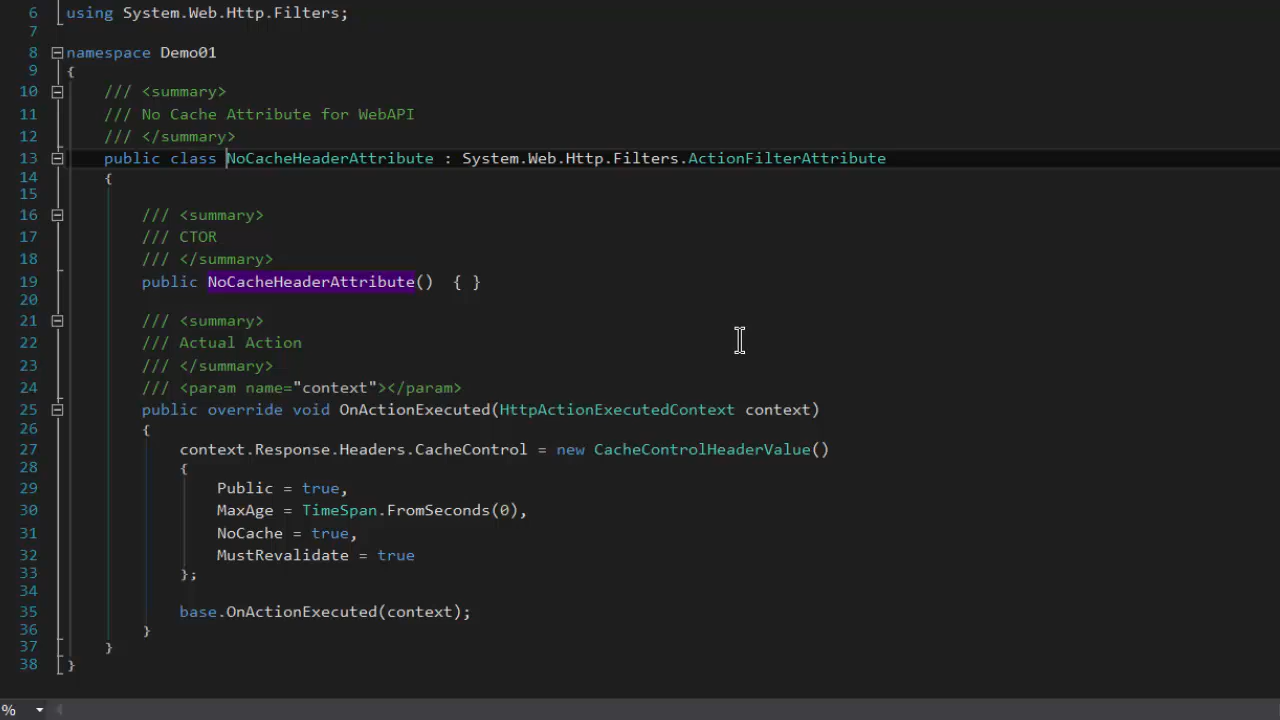 6 using System.Web.Http.Filters;
7
8 namespace Demo01
9 {
10 /// <summary>
11 /// No Cache Attribute for WebAPI
12 /// </summary>
13 public class NoCacheHeaderAttribute : System.Web.Http.Filters.ActionFilterAttribute
14 {
15
16 /// <summary>
17 /// CTOR
18 /// </summary>
19 public NoCacheHeaderAttribute() { }
20
21 /// <summary>
22 /// Actual Action
23 /// </summary>
24 /// <param name="context"></param>
25 public override void OnActionExecuted(HttpActionExecutedContext context)
26 {
27 context.Response.Headers.CacheControl = new CacheControlHeaderValue()
28 {
29 Public = true,
30 MaxAge = TimeSpan.FromSeconds(0),
31 NoCache = true,
32 MustRevalidate = true
33 };
34
35 base.OnActionExecuted(context);
36 }
37 }
38 }
%